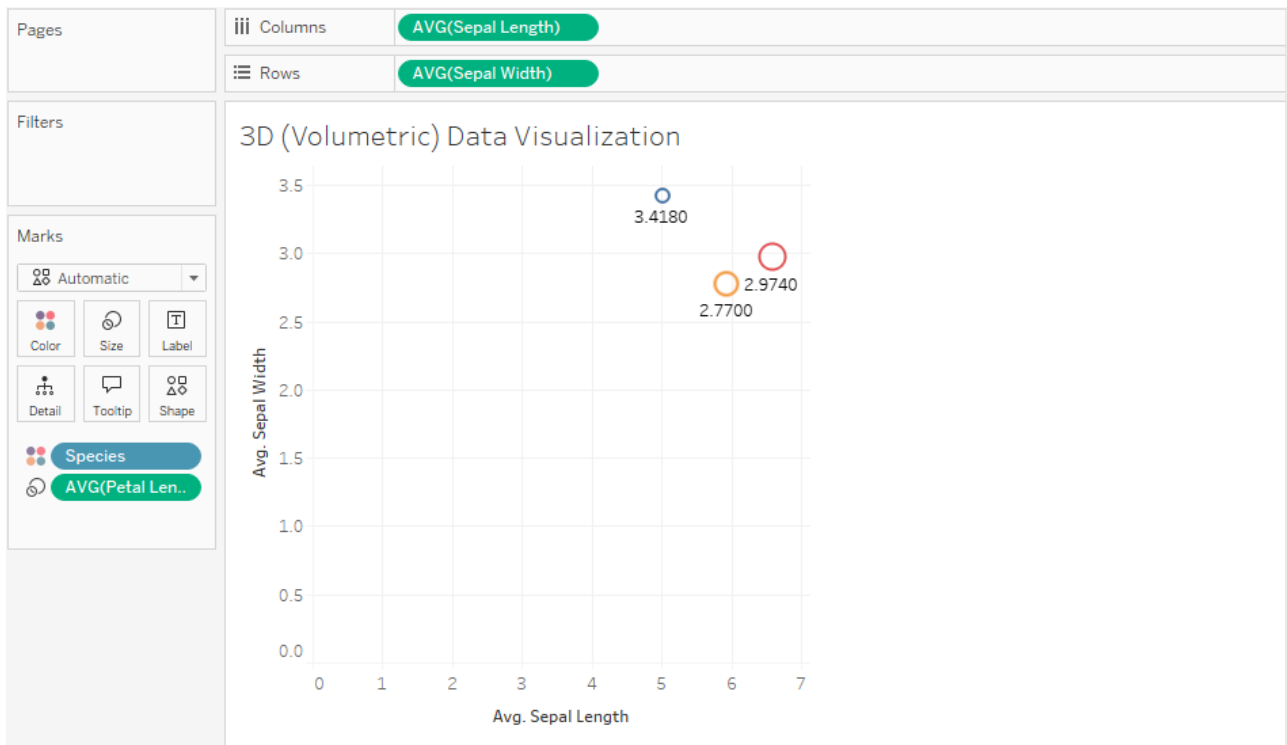 Pages
Columns
AVG(Sepal Length)
Rows
AVG(Sepal Width)
Filters
Marks
Automatic
Color
Size
Label
Detail
Tooltip
Shape
Species
AVG(Petal Len..
3D (Volumetric) Data Visualization
3.5
3.0
2.5
2.0
1.5
1.0
0.5
0.0
Avg. Sepal Width
3.4180
2.9740
2.7700
0 1 2 3 4 5 6 7
Avg. Sepal Length